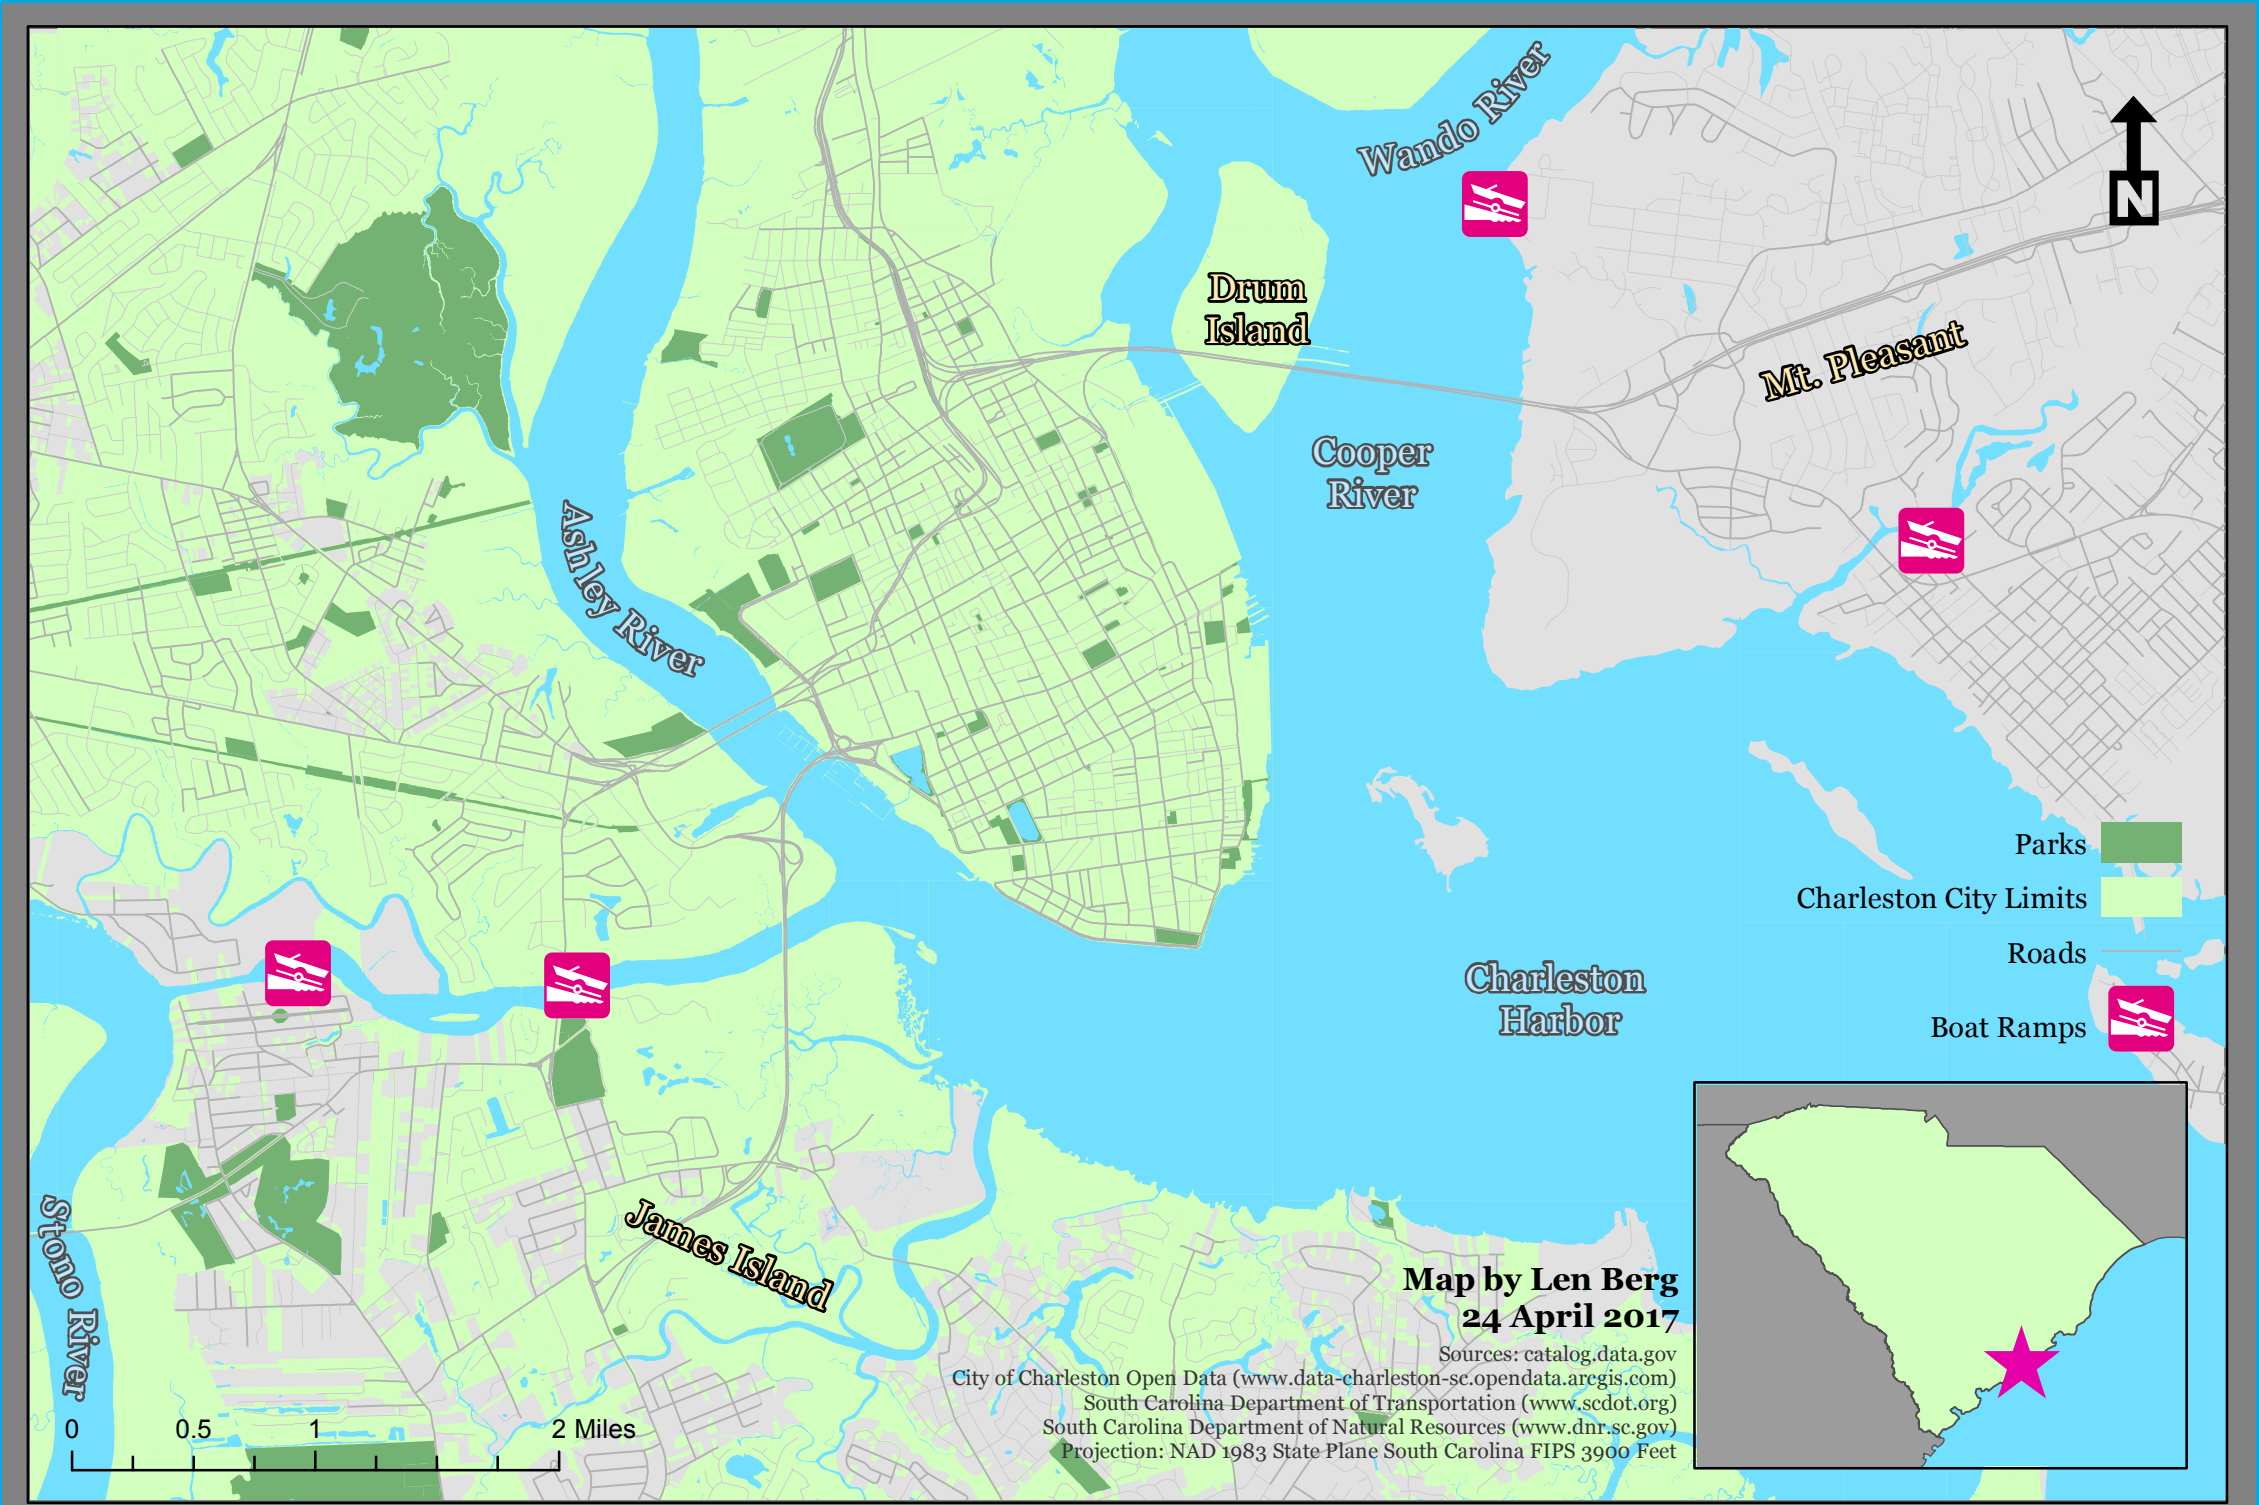 Wando River
N
Drum
Island
Mt. Pleasant
Cooper
River
Ashley River
Parks
Charleston City Limits
Roads
Boat Ramps
Charleston
Harbor
James Island
Stono River
Map by Len Berg
24 April 2017
Sources: catalog.data.gov
City of Charleston Open Data (www.data-charleston-sc.opendata.arcgis.com)
South Carolina Department of Transportation (www.scdot.org)
South Carolina Department of Natural Resources (www.dnr.sc.gov)
Projection: NAD 1983 State Plane South Carolina FIPS 3900 Feet
0 0.5 1 2 Miles